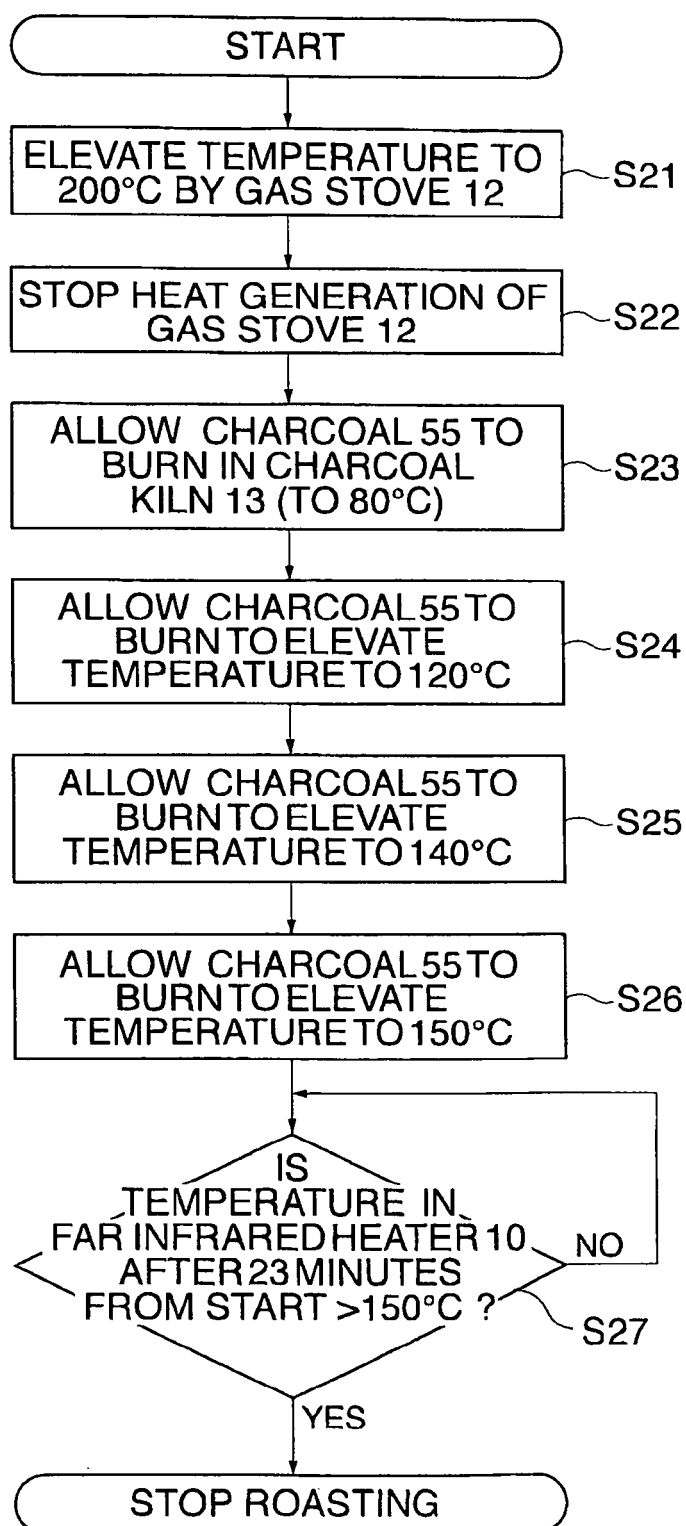 START
ELEVATE TEMPERATURE TO
200°C BY GAS STOVE 12
S21
STOP HEAT GENERATION OF
GAS STOVE 12
S22
ALLOW CHARCOAL 55 TO
BURN IN CHARCOAL
KILN 13 (TO 80°C)
S23
ALLOW CHARCOAL 55 TO
BURN TO ELEVATE
TEMPERATURE TO 120°C
S24
ALLOW CHARCOAL 55 TO
BURN TO ELEVATE
TEMPERATURE TO 140°C
S25
ALLOW CHARCOAL 55 TO
BURN TO ELEVATE
TEMPERATURE TO 150°C
S26
IS
TEMPERATURE IN
FAR INFRARED HEATER 10
AFTER 23 MINUTES
FROM START >150°C ?
NO
S27
YES
STOP ROASTING